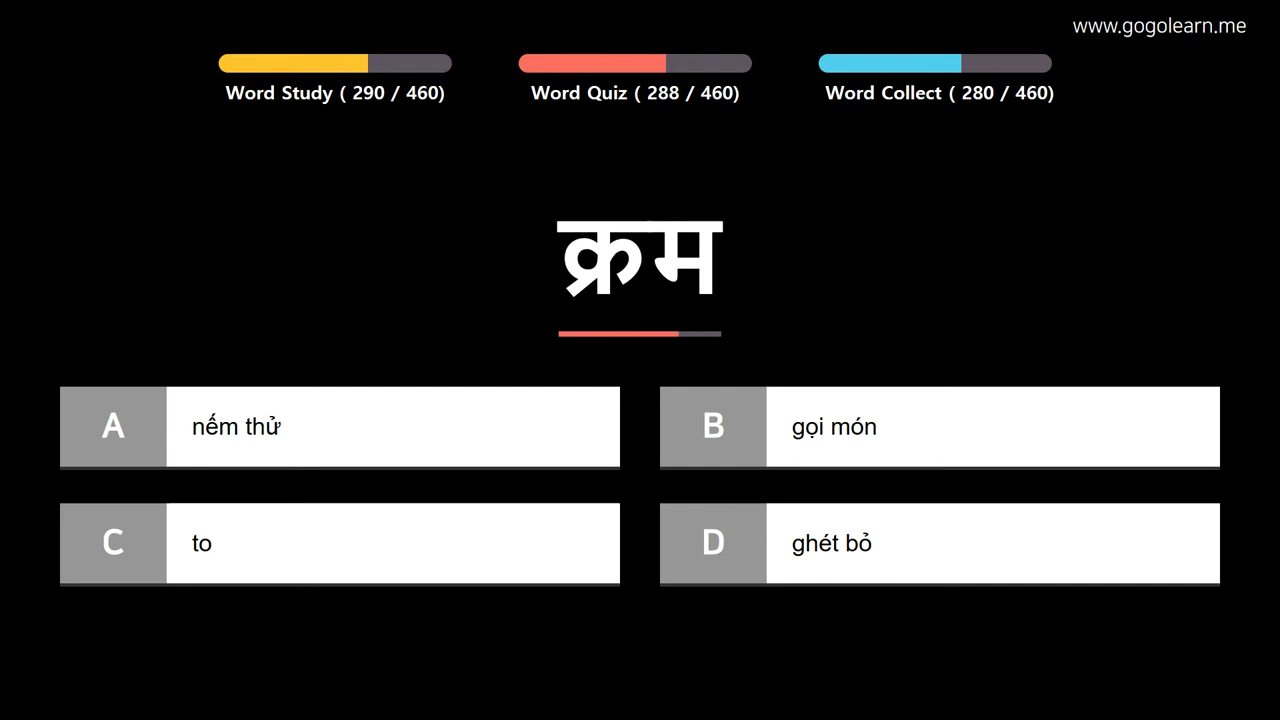 www.gogolearn.me
Word Study ( 290 / 460)
Word Quiz ( 288 / 460)
Word Collect ( 280 / 460)
क्रम
A nếm thử
B gọi món
C to
D ghét bỏ